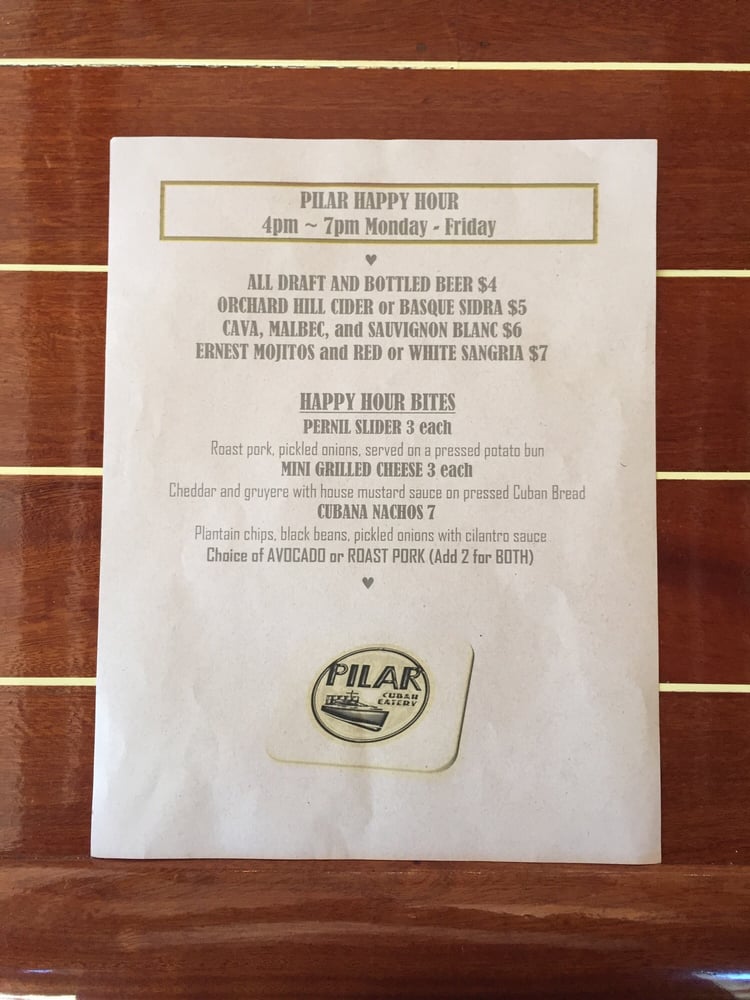 PILAR HAPPY HOUR
4pm ~ 7pm Monday - Friday
ALL DRAFT AND BOTTLED BEER $4
ORCHARD HILL CIDER or BASQUE SIDRA $5
CAVA, MALBEC, and SAUVIGNON BLANC $6
ERNEST MOJITOS and RED or WHITE SANGRIA $7
HAPPY HOUR BITES
PERNIL SLIDER 3 each
Roast pork, pickled onions, served on a pressed potato bun
MINI GRILLED CHEESE 3 each
Cheddar and gruyere with house mustard sauce on pressed Cuban Bread
CUBANA NACHOS 7
Plantain chips, black beans, pickled onions with cilantro sauce
Choice of AVOCADO or ROAST PORK (Add 2 for BOTH)
PILAR
CUBAN
EATERY